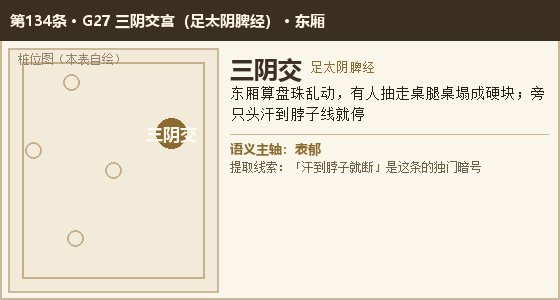 第134条·G27 三阴交宫（足太阴脾经）·东厢
桩位图（本表自绘）
三阴交
三阴交 足太阴脾经
东厢算盘珠乱动，有人抽走桌腿桌塌成硬块；旁
只头汗到脖子线就停
语义主轴：表郁
提取线索：「汗到脖子就断」是这条的独门暗号